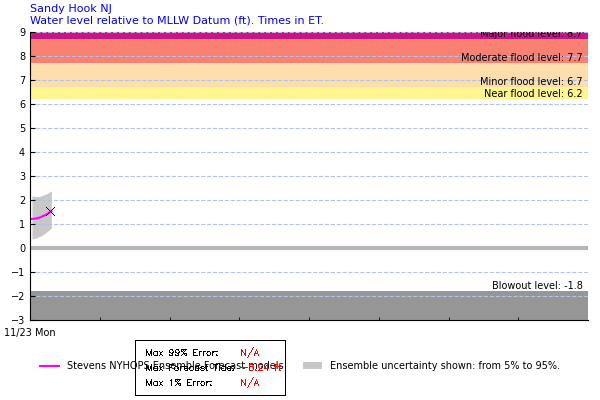 Sandy Hook NJ
Water level relative to MLLW Datum (ft). Times in ET.
9
Major flood level: 8.7
8
Moderate flood level: 7.7
7
Minor flood level: 6.7
Near flood level: 6.2
6
5
4
3
2
1
0
−1
Blowout level: -1.8
−2
−3
11/23 Mon
Max 99% Error: N/A
Stevens NYHOPS Ensemble Forecast models
Max Forecast Tide:
Ensemble uncertainty shown: from 5% to 95%.
Max 1% Error: N/A